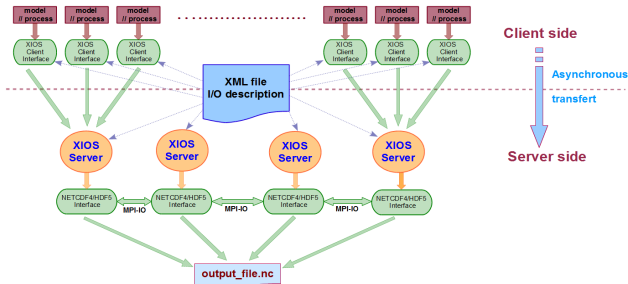 model
// process
model
// process
model
// process
model
// process
model
// process
model
// process
Client side
XIOS
Client
Interface
XIOS
Client
Interface
XIOS
Client
Interface
XIOS
Client
Interface
XIOS
Client
Interface
XIOS
Client
Interface
XML file
I/O description
Asynchronous
transfert
XIOS
Server
XIOS
Server
XIOS
Server
XIOS
Server
Server side
NETCDF4/HDF5
Interface
MPI-IO
NETCDF4/HDF5
Interface
MPI-IO
NETCDF4/HDF5
Interface
MPI-IO
NETCDF4/HDF5
Interface
output_file.nc